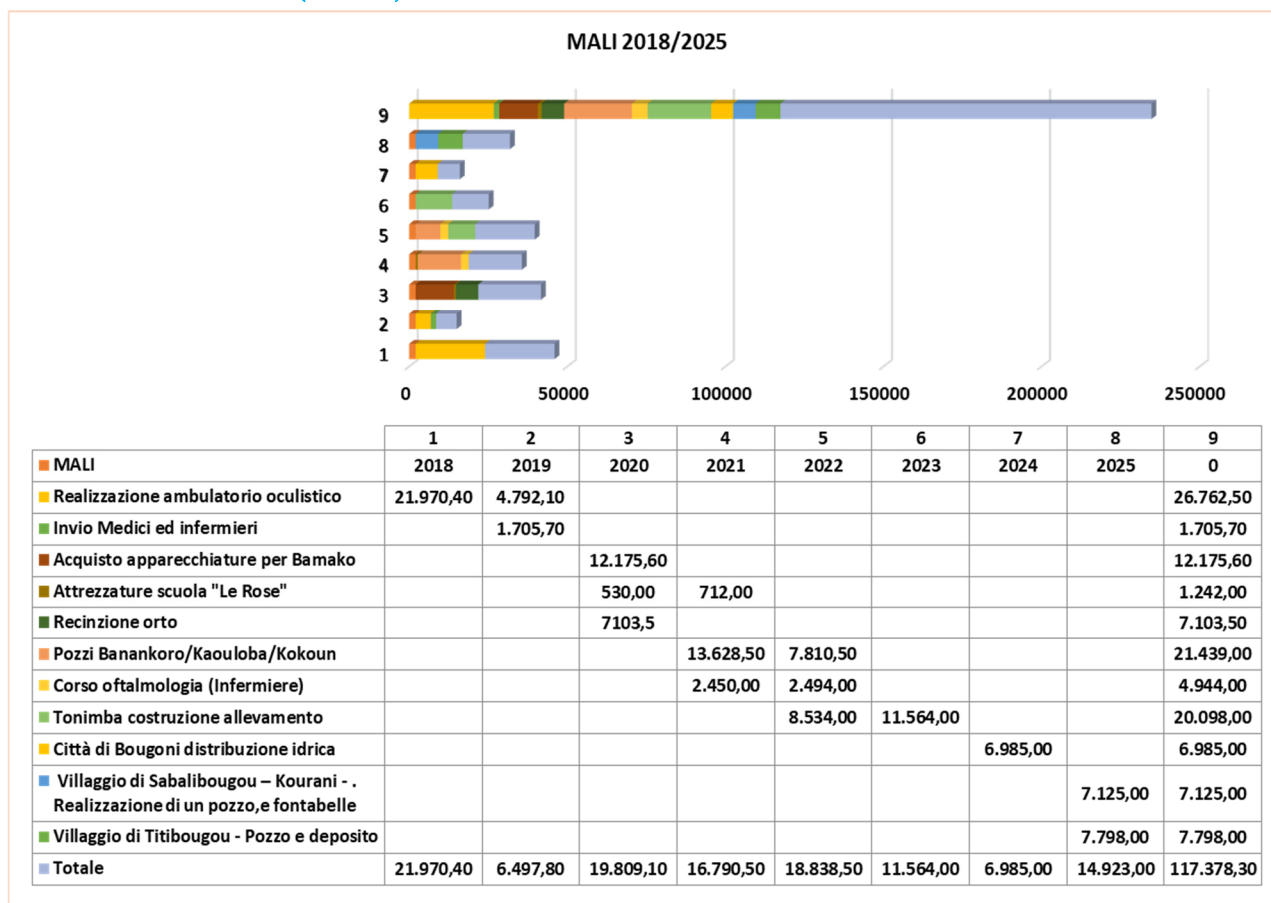 MALI 2018/2025
9
8
7
6
5
4
3
2
1
0 50000 100000 150000 200000 250000
1 2 3 4 5 6 7 8 9
MALI 2018 2019 2020 2021 2022 2023 2024 2025 0
Realizzazione ambulatorio oculistico 21.970,40 4.792,10 26.762,50
Invio Medici ed infermieri 1.705,70 1.705,70
Acquisto apparecchiature per Bamako 12.175,60 12.175,60
Attrezzature scuola "Le Rose" 530,00 712,00 1.242,00
Recinzione orto 7103,5 7.103,50
Pozzi Banankoro/Kaouloba/Kokoun 13.628,50 7.810,50 21.439,00
Corso oftalmologia (Infermiere) 2.450,00 2.494,00 4.944,00
Tonimba costruzione allevamento 8.534,00 11.564,00 20.098,00
Città di Bougoni distribuzione idrica 6.985,00 6.985,00
Villaggio di Sabalibougou – Kourani - .
Realizzazione di un pozzo,e fontabelle 7.125,00 7.125,00
Villaggio di Titibougou - Pozzo e deposito 7.798,00 7.798,00
Totale 21.970,40 6.497,80 19.809,10 16.790,50 18.838,50 11.564,00 6.985,00 14.923,00 117.378,30